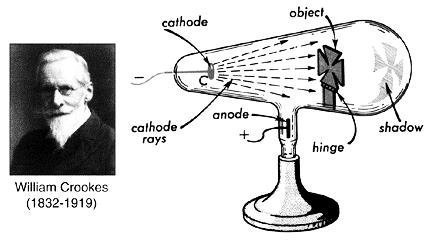 cathode
object
−
C
cathode
rays
anode
+
hinge
shadow
William Crookes
(1832-1919)